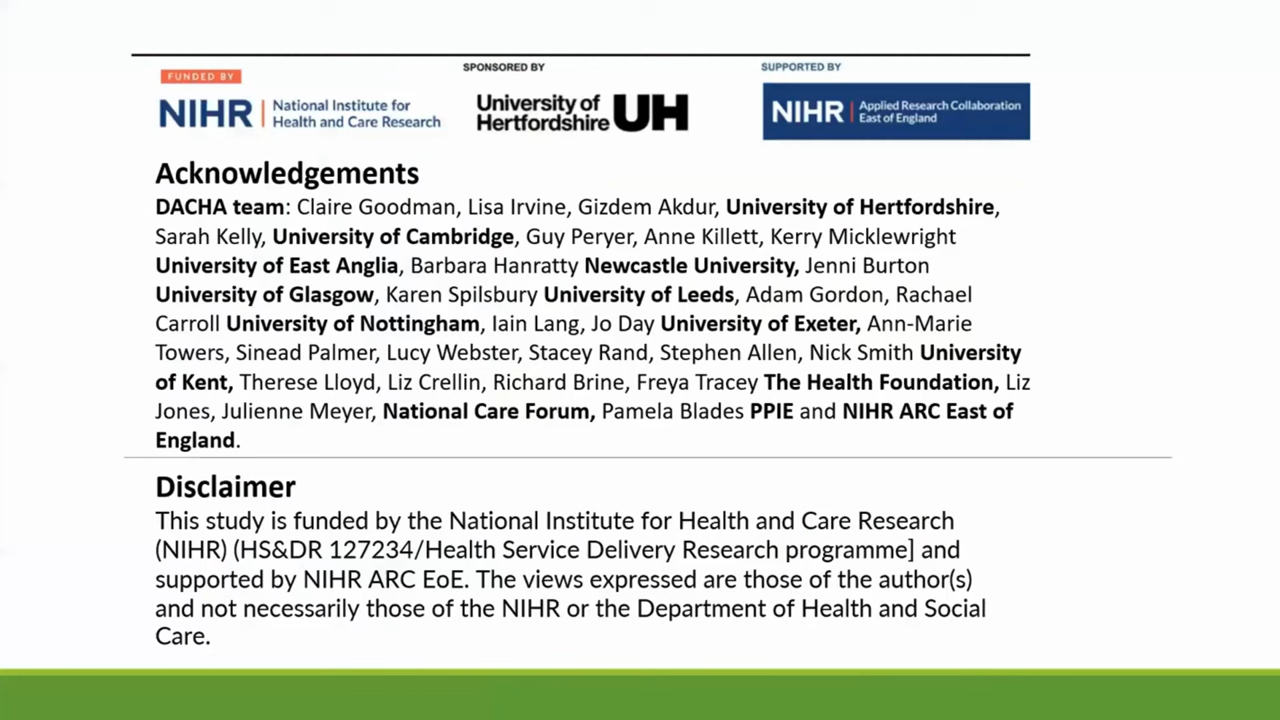 FUNDED BY
NIHR | National Institute for
Health and Care Research
SPONSORED BY
University of
Hertfordshire UH
SUPPORTED BY
NIHR | Applied Research Collaboration
East of England
Acknowledgements
DACHA team: Claire Goodman, Lisa Irvine, Gizdem Akdur, University of Hertfordshire,
Sarah Kelly, University of Cambridge, Guy Peryer, Anne Killett, Kerry Micklewright
University of East Anglia, Barbara Hanratty Newcastle University, Jenni Burton
University of Glasgow, Karen Spilsbury University of Leeds, Adam Gordon, Rachael
Carroll University of Nottingham, Iain Lang, Jo Day University of Exeter, Ann-Marie
Towers, Sinead Palmer, Lucy Webster, Stacey Rand, Stephen Allen, Nick Smith University
of Kent, Therese Lloyd, Liz Crellin, Richard Brine, Freya Tracey The Health Foundation, Liz
Jones, Julienne Meyer, National Care Forum, Pamela Blades PPIE and NIHR ARC East of
England.
Disclaimer
This study is funded by the National Institute for Health and Care Research
(NIHR) (HS&DR 127234/Health Service Delivery Research programme] and
supported by NIHR ARC EoE. The views expressed are those of the author(s)
and not necessarily those of the NIHR or the Department of Health and Social
Care.